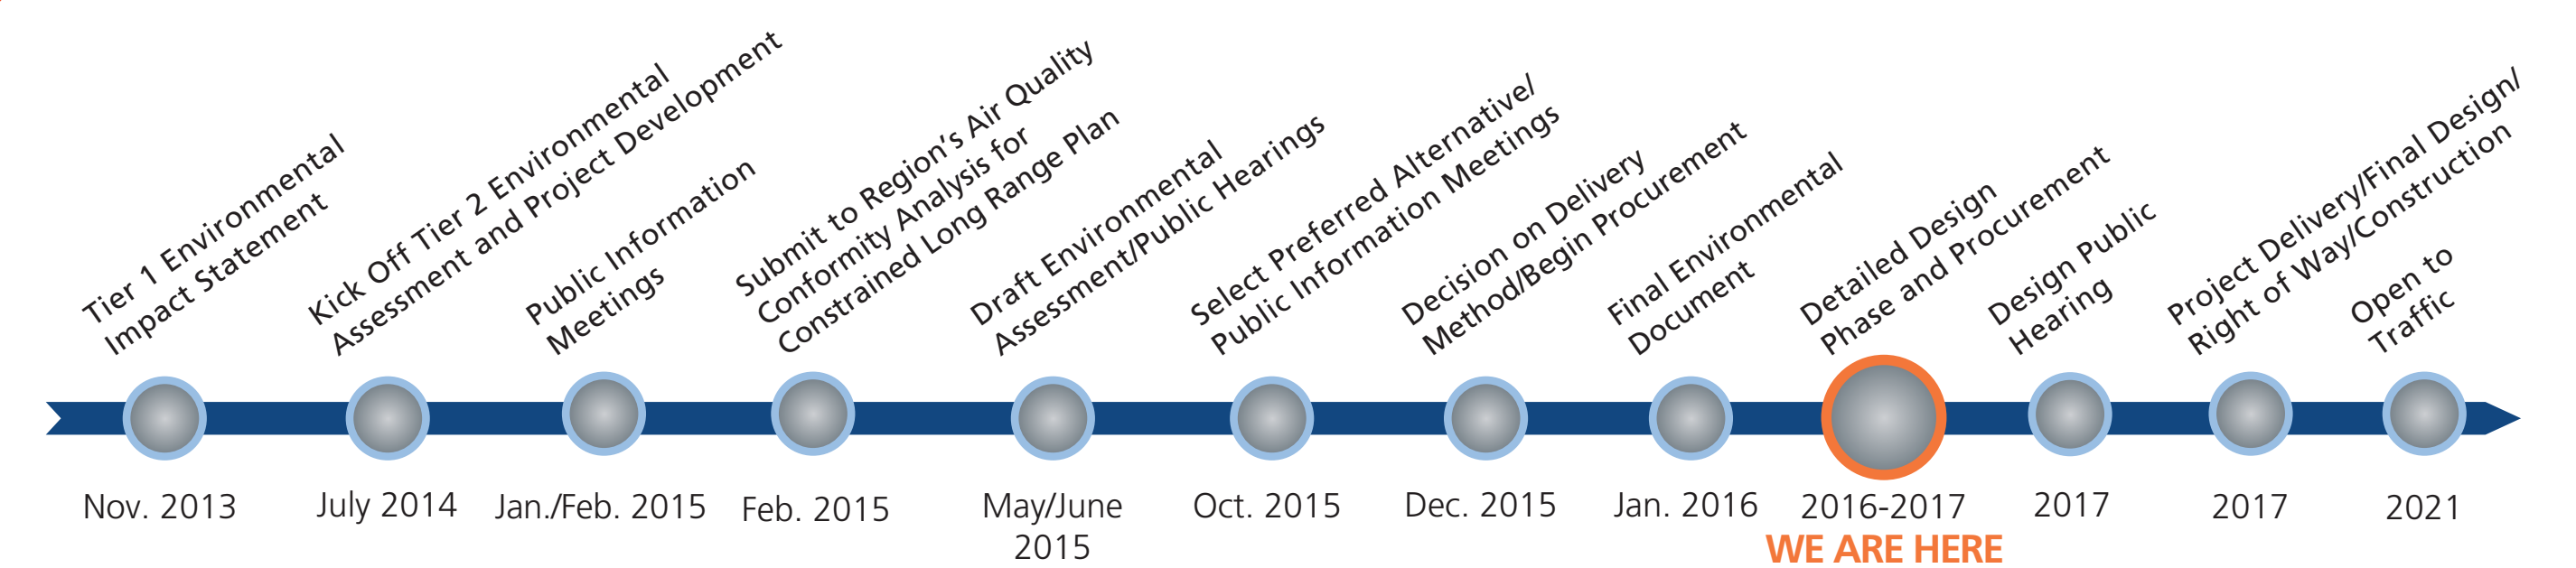 Tier 1 Environmental
Impact Statement
Nov. 2013
Kick Off Tier 2 Environmental
Assessment and Project Development
July 2014
Public Information
Meetings
Jan./Feb. 2015
Submit to Region's Air Quality
Conformity Analysis for
Constrained Long Range Plan
Feb. 2015
Draft Environmental
Assessment/Public Hearings
May/June
2015
Select Preferred Alternative/
Public Information Meetings
Oct. 2015
Decision on Delivery
Method/Begin Procurement
Dec. 2015
Final Environmental
Document
Jan. 2016
Detailed Design
Phase and Procurement
2016-2017
WE ARE HERE
Design Public
Hearing
2017
Project Delivery/Final Design/
Right of Way/Construction
2017
Open to
Traffic
2021